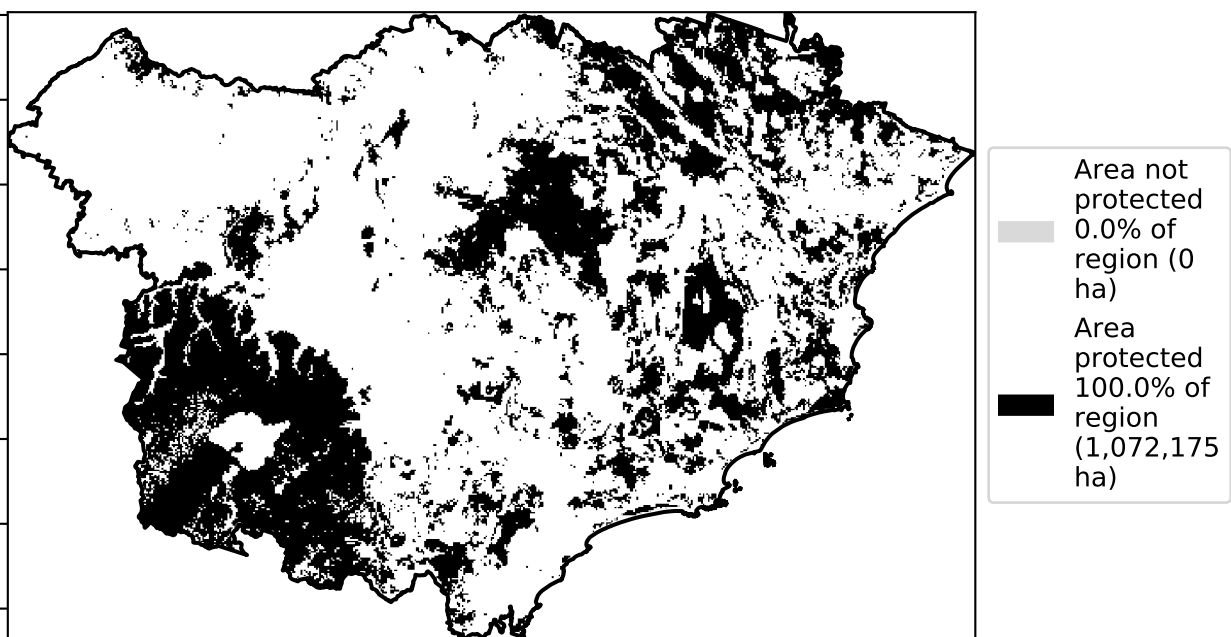 Area not
protected
0.0% of
region (0
ha)
Area
protected
100.0% of
region
(1,072,175
ha)